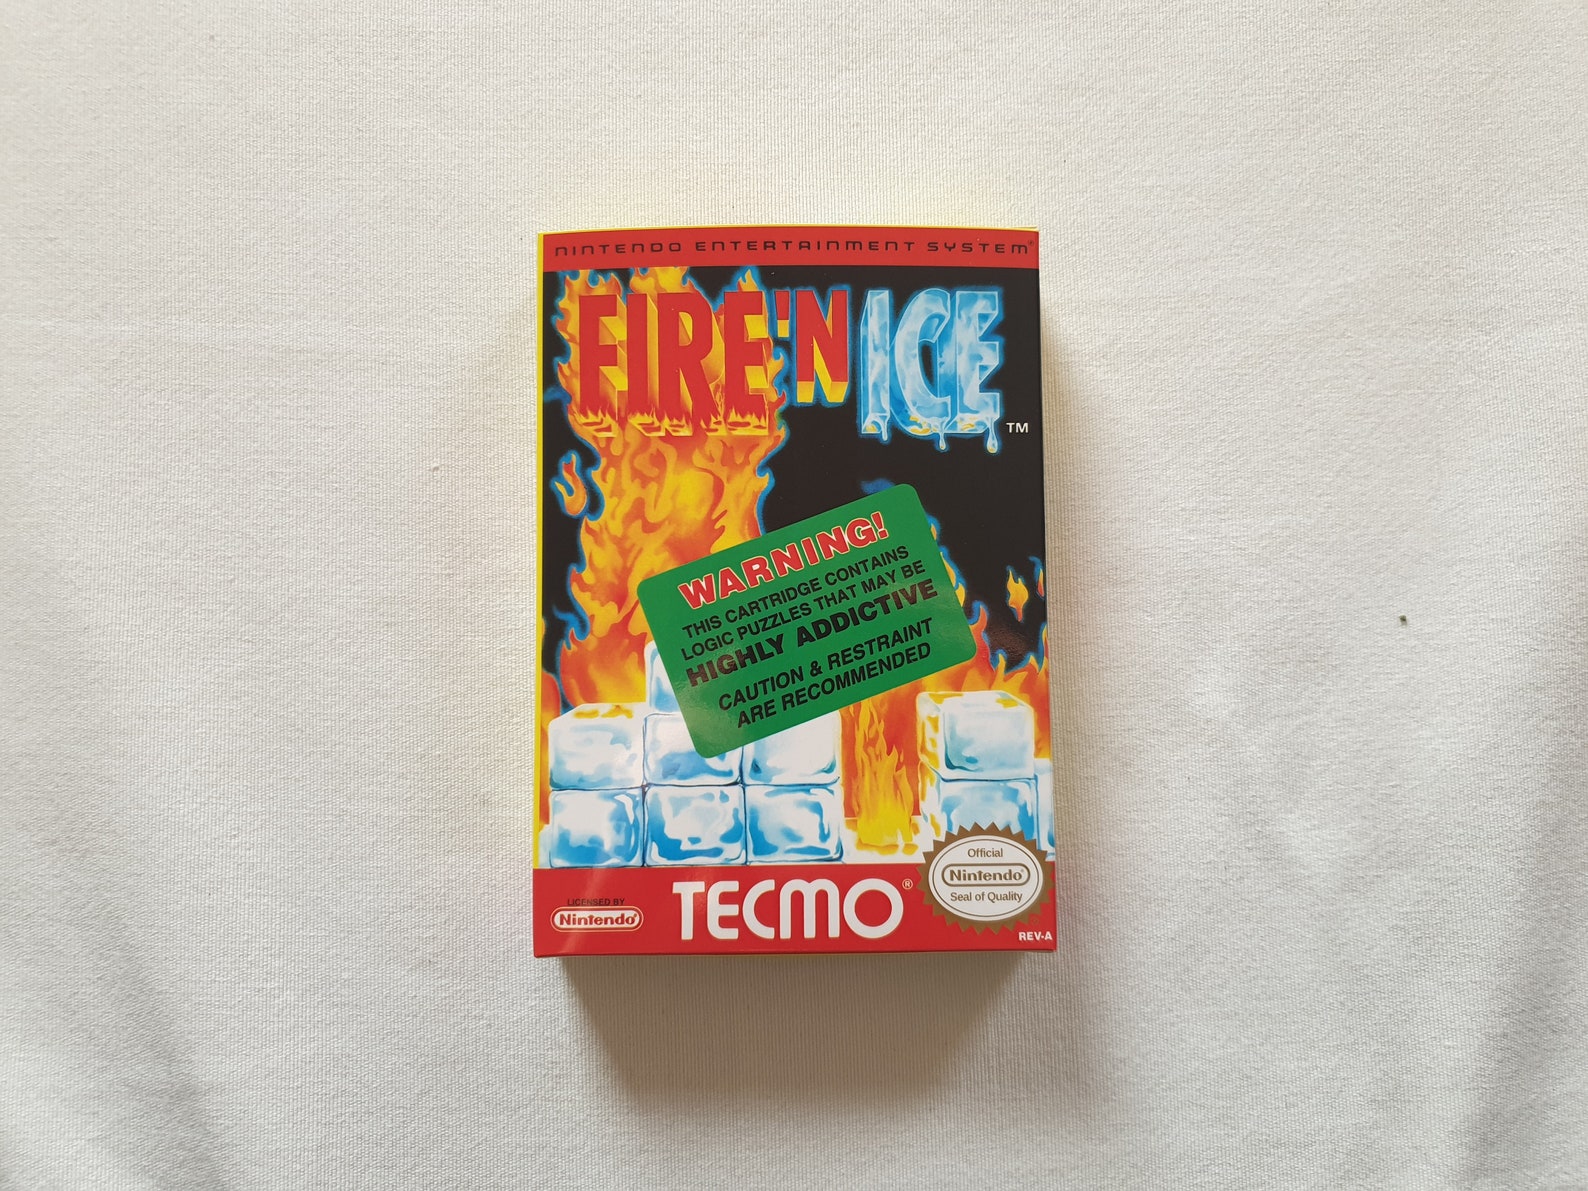 NINTENDO ENTERTAINMENT SYSTEM®
FIRE 'N ICE
TM
WARNING!
THIS CARTRIDGE CONTAINS
LOGIC PUZZLES THAT MAY BE
HIGHLY ADDICTIVE
CAUTION & RESTRAINT
ARE RECOMMENDED
LICENSED BY
Nintendo®
TECMO®
Official
Nintendo®
Seal of Quality
REV-A